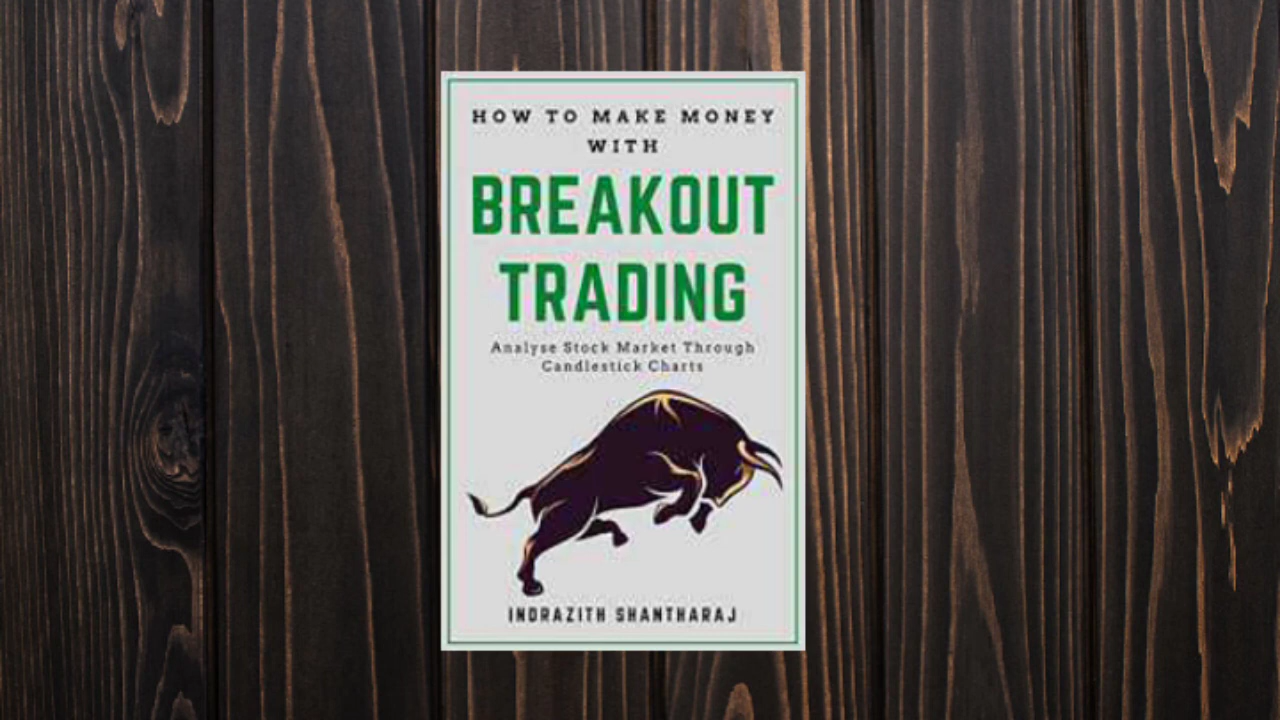 HOW TO MAKE MONEY
WITH
BREAKOUT
TRADING
Analyse Stock Market Through
Candlestick Charts
INDRAZITH SHANTHARAJ